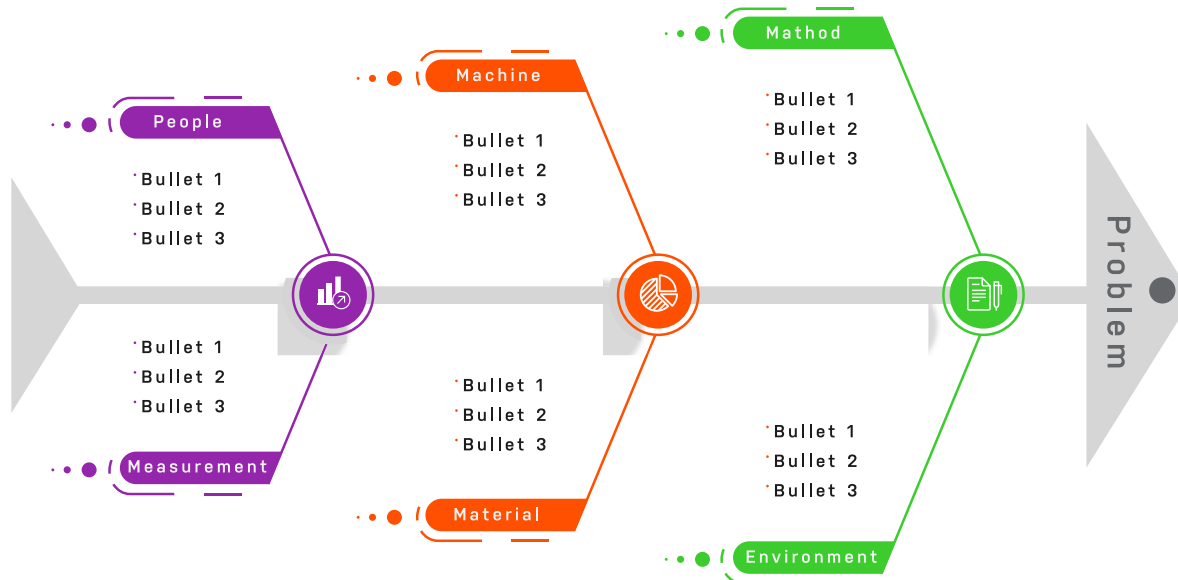 People
Bullet 1
Bullet 2
Bullet 3
Machine
Bullet 1
Bullet 2
Bullet 3
Mathod
Bullet 1
Bullet 2
Bullet 3
Problem
Bullet 1
Bullet 2
Bullet 3
Measurement
Bullet 1
Bullet 2
Bullet 3
Material
Bullet 1
Bullet 2
Bullet 3
Environment